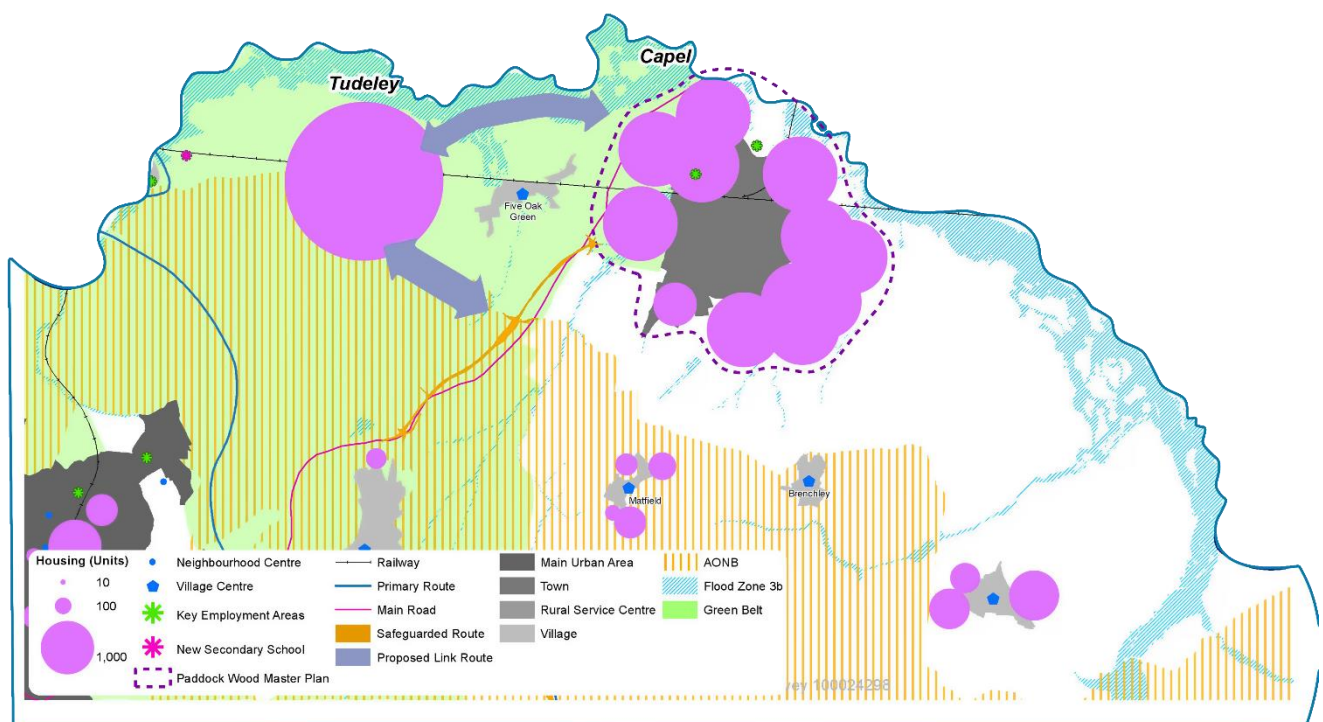 Capel
Tudeley
Five Oak
Green
Matfield
Brenchley
Housing (Units)
10
100
1,000
Neighbourhood Centre
Village Centre
Key Employment Areas
New Secondary School
Paddock Wood Master Plan
Railway
Primary Route
Main Road
Safeguarded Route
Proposed Link Route
Main Urban Area
Town
Rural Service Centre
Village
AONB
Flood Zone 3b
Green Belt
vey 100024298